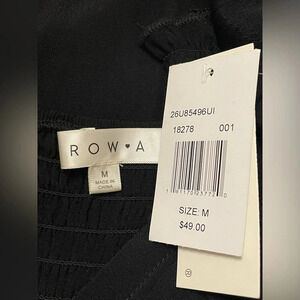 ROW♥A
M
MADE IN
CHINA
26U85496UI
18278 001
SIZE: M
$49.00